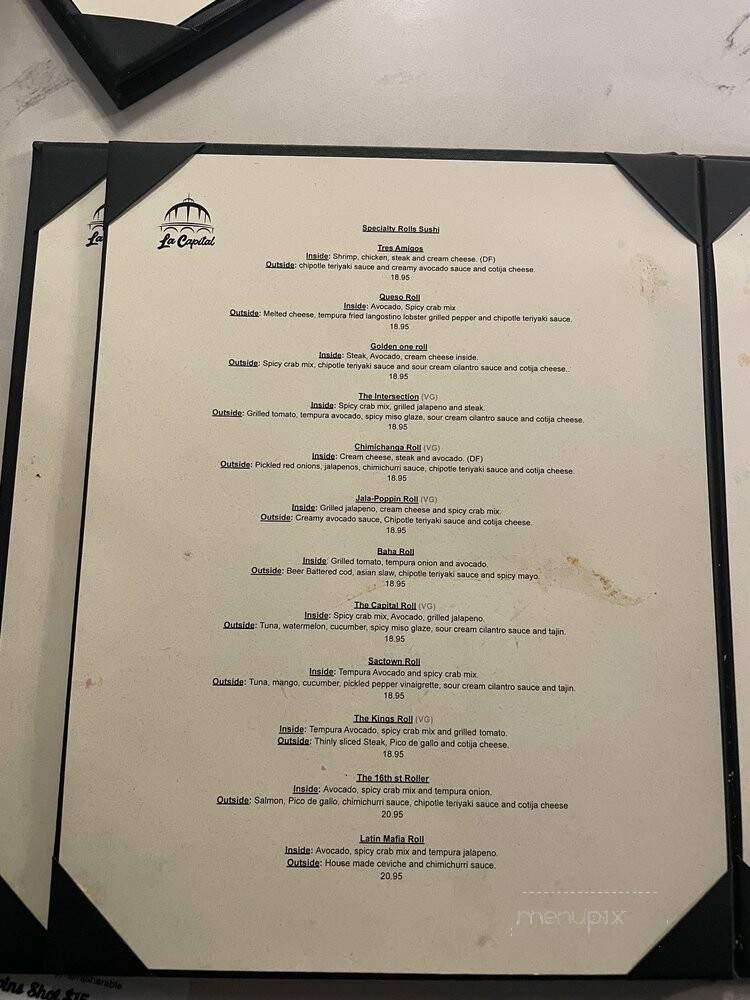 La Capital
Specialty Rolls Sushi
Tres Amigos
Inside: Shrimp, chicken, steak and cream cheese. (DF)
Outside: chipotle teriyaki sauce and creamy avocado sauce and cotija cheese.
18.95
Queso Roll
Inside: Avocado, Spicy crab mix
Outside: Melted cheese, tempura fried langostino lobster grilled pepper and chipotle teriyaki sauce.
18.95
Golden one roll
Inside: Steak, Avocado, cream cheese inside.
Outside: Spicy crab mix, chipotle teriyaki sauce and sour cream cilantro sauce and cotija cheese..
18.95
The Intersection (VG)
Inside: Spicy crab mix, grilled jalapeno and steak.
Outside: Grilled tomato, tempura avocado, spicy miso glaze, sour cream cilantro sauce and cotija cheese.
18.95
Chimichanga Roll (VG)
Inside: Cream cheese, steak and avocado. (DF)
Outside: Pickled red onions, jalapenos, chimichurri sauce, chipotle teriyaki sauce and cotija cheese.
18.95
Jala-Poppin Roll (VG)
Inside: Grilled jalapeno, cream cheese and spicy crab mix.
Outside: Creamy avocado sauce, Chipotle teriyaki sauce and cotija cheese.
18.95
Baha Roll
Inside: Grilled tomato, tempura onion and avocado.
Outside: Beer Battered cod, asian slaw, chipotle teriyaki sauce and spicy mayo.
18.95
The Capital Roll (VG)
Inside: Spicy crab mix, Avocado, grilled jalapeno.
Outside: Tuna, watermelon, cucumber, spicy miso glaze, sour cream cilantro sauce and tajin.
18.95
Sactown Roll
Inside: Tempura Avocado and spicy crab mix.
Outside: Tuna, mango, cucumber, pickled pepper vinaigrette, sour cream cilantro sauce and tajin.
18.95
The Kings Roll (VG)
Inside: Tempura Avocado, spicy crab mix and grilled tomato.
Outside: Thinly sliced Steak, Pico de gallo and cotija cheese.
18.95
The 16th st Roller
Inside: Avocado, spicy crab mix and tempura onion.
Outside: Salmon, Pico de gallo, chimichurri sauce, chipotle teriyaki sauce and cotija cheese
20.95
Latin Mafia Roll
Inside: Avocado, spicy crab mix and tempura jalapeno.
Outside: House made ceviche and chimichurri sauce.
20.95
menupix
Shot $15